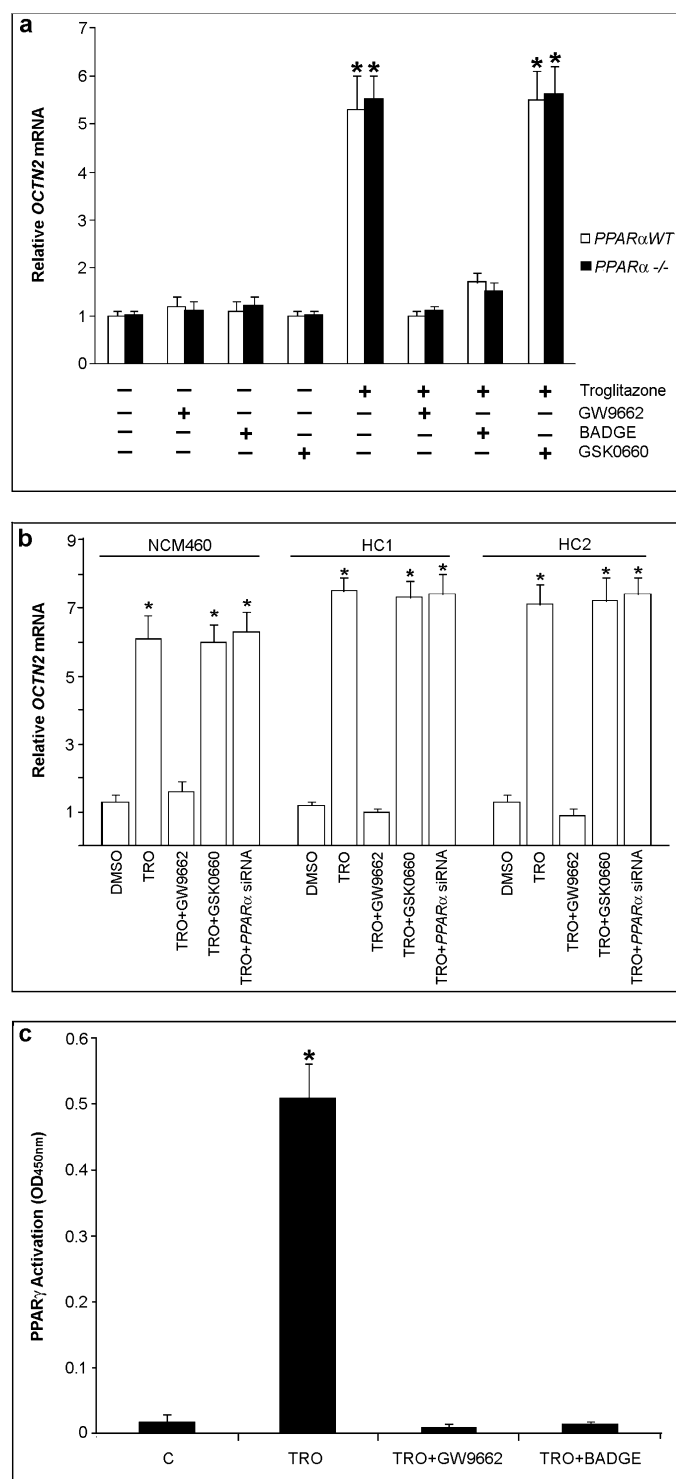 a
Relative OCTN2 mRNA
7
6
5
4
3
2
1
0
PPARαWT
PPARα -/-
* * * *
− − − − + + + + Troglitazone
− + − − − + − − GW9662
− − + − − − + − BADGE
− − − + − − − + GSK0660
b
Relative OCTN2 mRNA
9
7
5
3
1
NCM460 HC1 HC2
* * * * * * * * *
DMSO TRO TRO+GW9662 TRO+GSK0660 TRO+PPARα siRNA DMSO TRO TRO+GW9662 TRO+GSK0660 TRO+PPARα siRNA DMSO TRO TRO+GW9662 TRO+GSK0660 TRO+PPARα siRNA
c
PPARγ Activation (OD450nm)
0.6
0.5
0.4
0.3
0.2
0.1
0
*
C TRO TRO+GW9662 TRO+BADGE